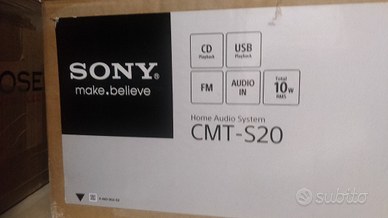 SONY®
make.believe
CD
Playback
USB
Playback
FM
AUDIO
IN
Total
10W
RMS
Home Audio System
CMT-S20
OSE
subito